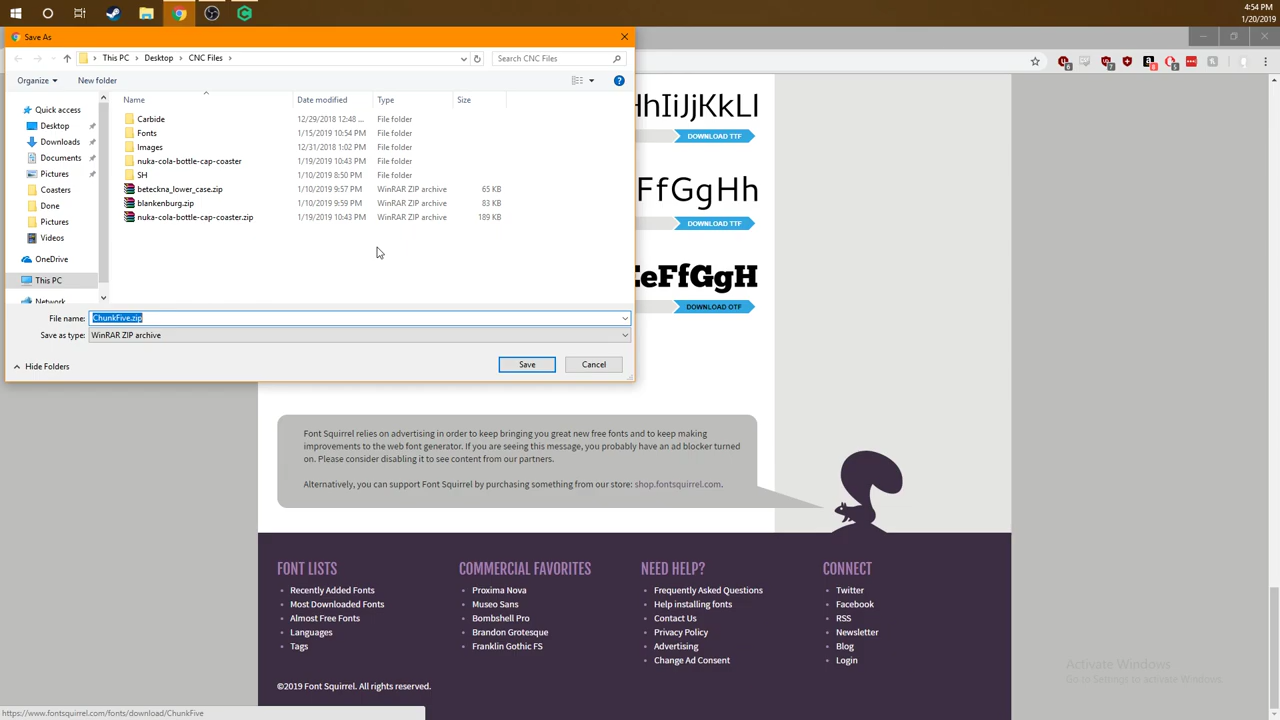 4:54 PM
1/20/2019
Save As
This PC
Desktop
CNC Files
Search CNC Files
Organize
New folder
Name
Date modified
Type
Size
Quick access
Desktop
Downloads
Documents
Pictures
Coasters
Done
Pictures
Videos
OneDrive
This PC
Network
Carbide 12/29/2018 12:48 ... File folder
Fonts 1/15/2019 10:54 PM File folder
Images 12/31/2018 1:02 PM File folder
nuka-cola-bottle-cap-coaster 1/19/2019 10:43 PM File folder
SH 1/10/2019 8:50 PM File folder
beteckna_lower_case.zip 1/10/2019 9:57 PM WinRAR ZIP archive 65 KB
blankenburg.zip 1/10/2019 9:59 PM WinRAR ZIP archive 83 KB
nuka-cola-bottle-cap-coaster.zip 1/19/2019 10:43 PM WinRAR ZIP archive 189 KB
File name: ChunkFive.zip
Save as type: WinRAR ZIP archive
Hide Folders
Save
Cancel
HhIiJjKkLl
DOWNLOAD TTF
FfGgHh
DOWNLOAD TTF
EeFfGgH
DOWNLOAD OTF
Font Squirrel relies on advertising in order to keep bringing you great new free fonts and to keep making
improvements to the web font generator. If you are seeing this message, you probably have an ad blocker turned
on. Please consider disabling it to see content from our partners.
Alternatively, you can support Font Squirrel by purchasing something from our store: shop.fontsquirrel.com.
FONT LISTS
Recently Added Fonts
Most Downloaded Fonts
Almost Free Fonts
Languages
Tags
COMMERCIAL FAVORITES
Proxima Nova
Museo Sans
Bombshell Pro
Brandon Grotesque
Franklin Gothic FS
NEED HELP?
Frequently Asked Questions
Help installing fonts
Contact Us
Privacy Policy
Advertising
Change Ad Consent
CONNECT
Twitter
Facebook
RSS
Newsletter
Blog
Login
©2019 Font Squirrel. All rights reserved.
Activate Windows
Go to Settings to activate Windows.
https://www.fontsquirrel.com/fonts/download/ChunkFive